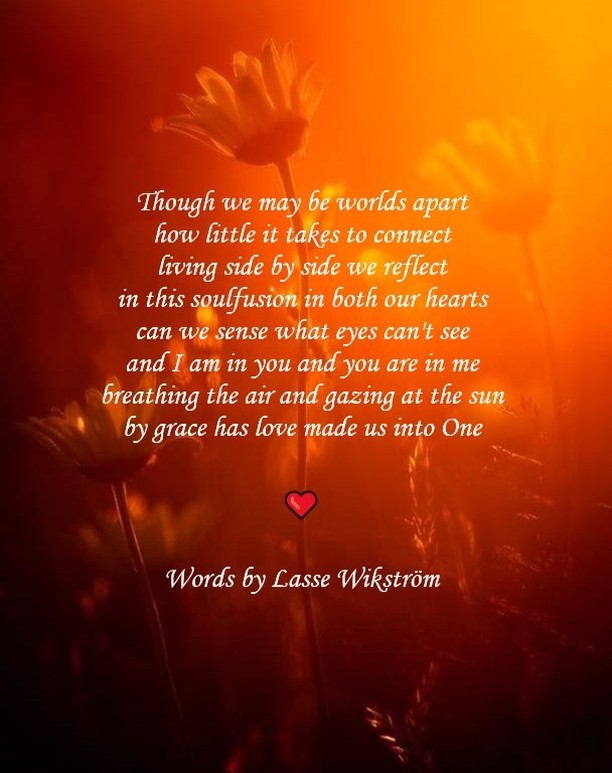 Though we may be worlds apart
how little it takes to connect
living side by side we reflect
in this soulfusion in both our hearts
can we sense what eyes can't see
and I am in you and you are in me
breathing the air and gazing at the sun
by grace has love made us into One
Words by Lasse Wikström